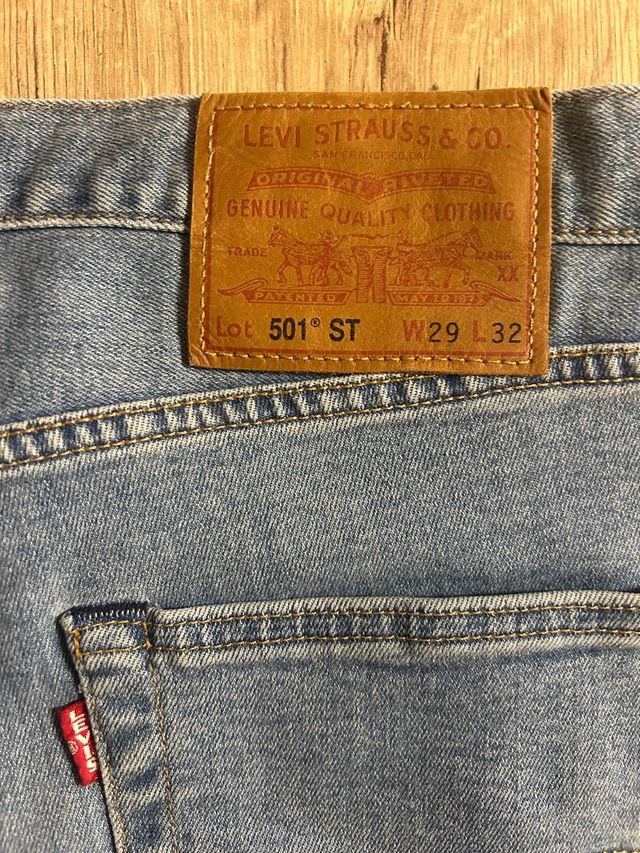 LEVI STRAUSS & CO.
SAN FRANCISCO, CAL.
ORIGINAL RIVETED
GENUINE QUALITY CLOTHING
TRADE MARK
XX
PATENTED MAY 20 1873
Lot 501® ST W29 L32
LEVI'S
®